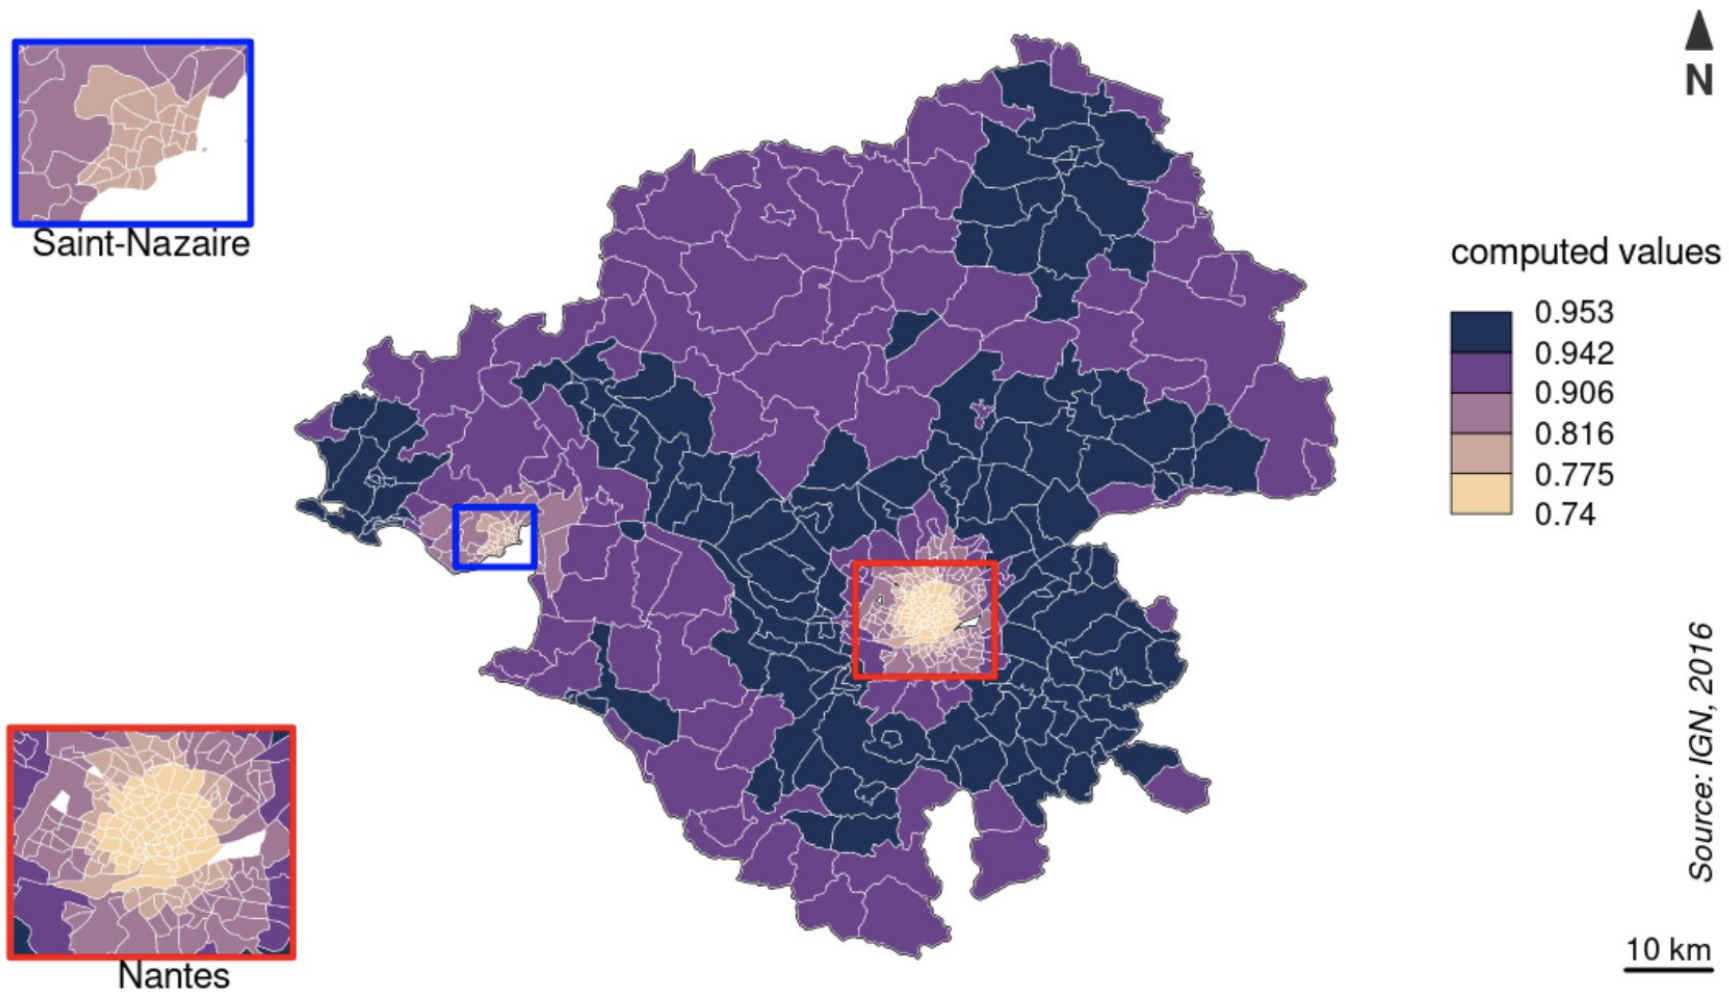 N
Saint-Nazaire
computed values
0.953
0.942
0.906
0.816
0.775
0.74
Source: IGN, 2016
10 km
Nantes